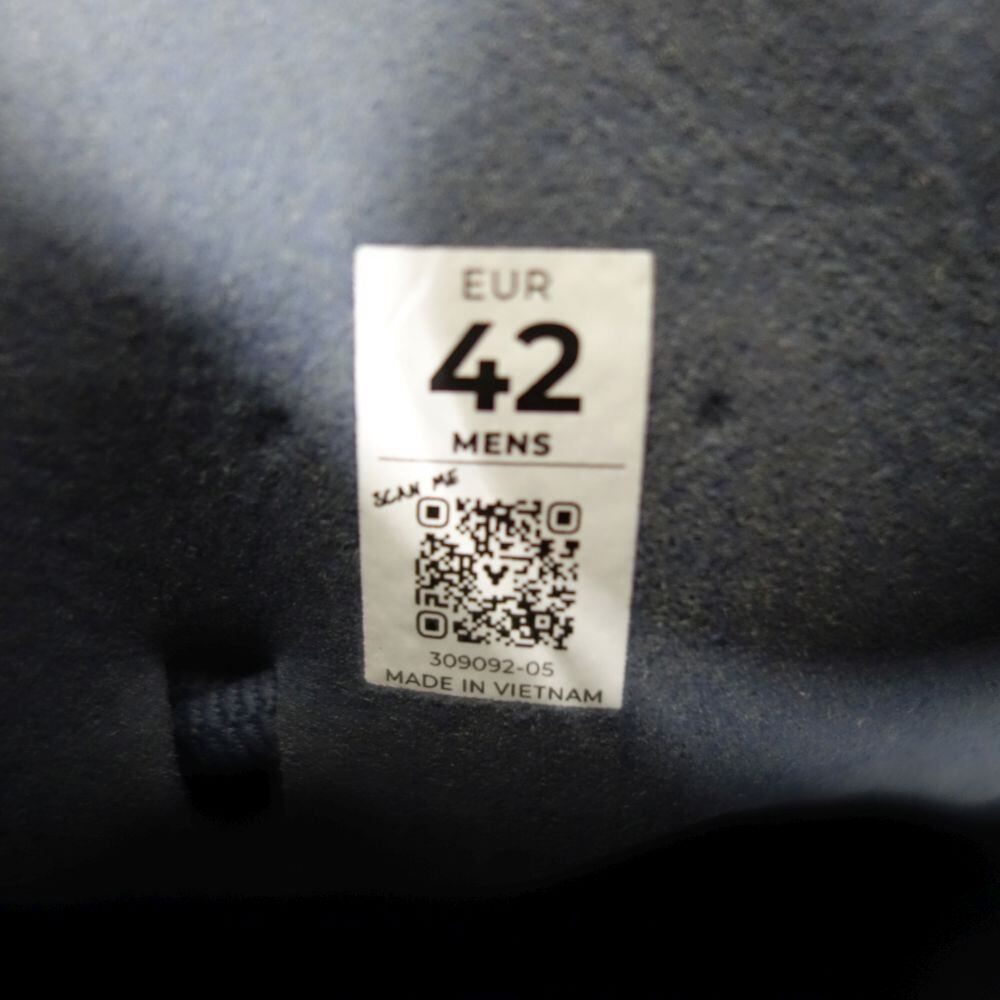 EUR
42
MENS
SCAN ME
309092-05
MADE IN VIETNAM